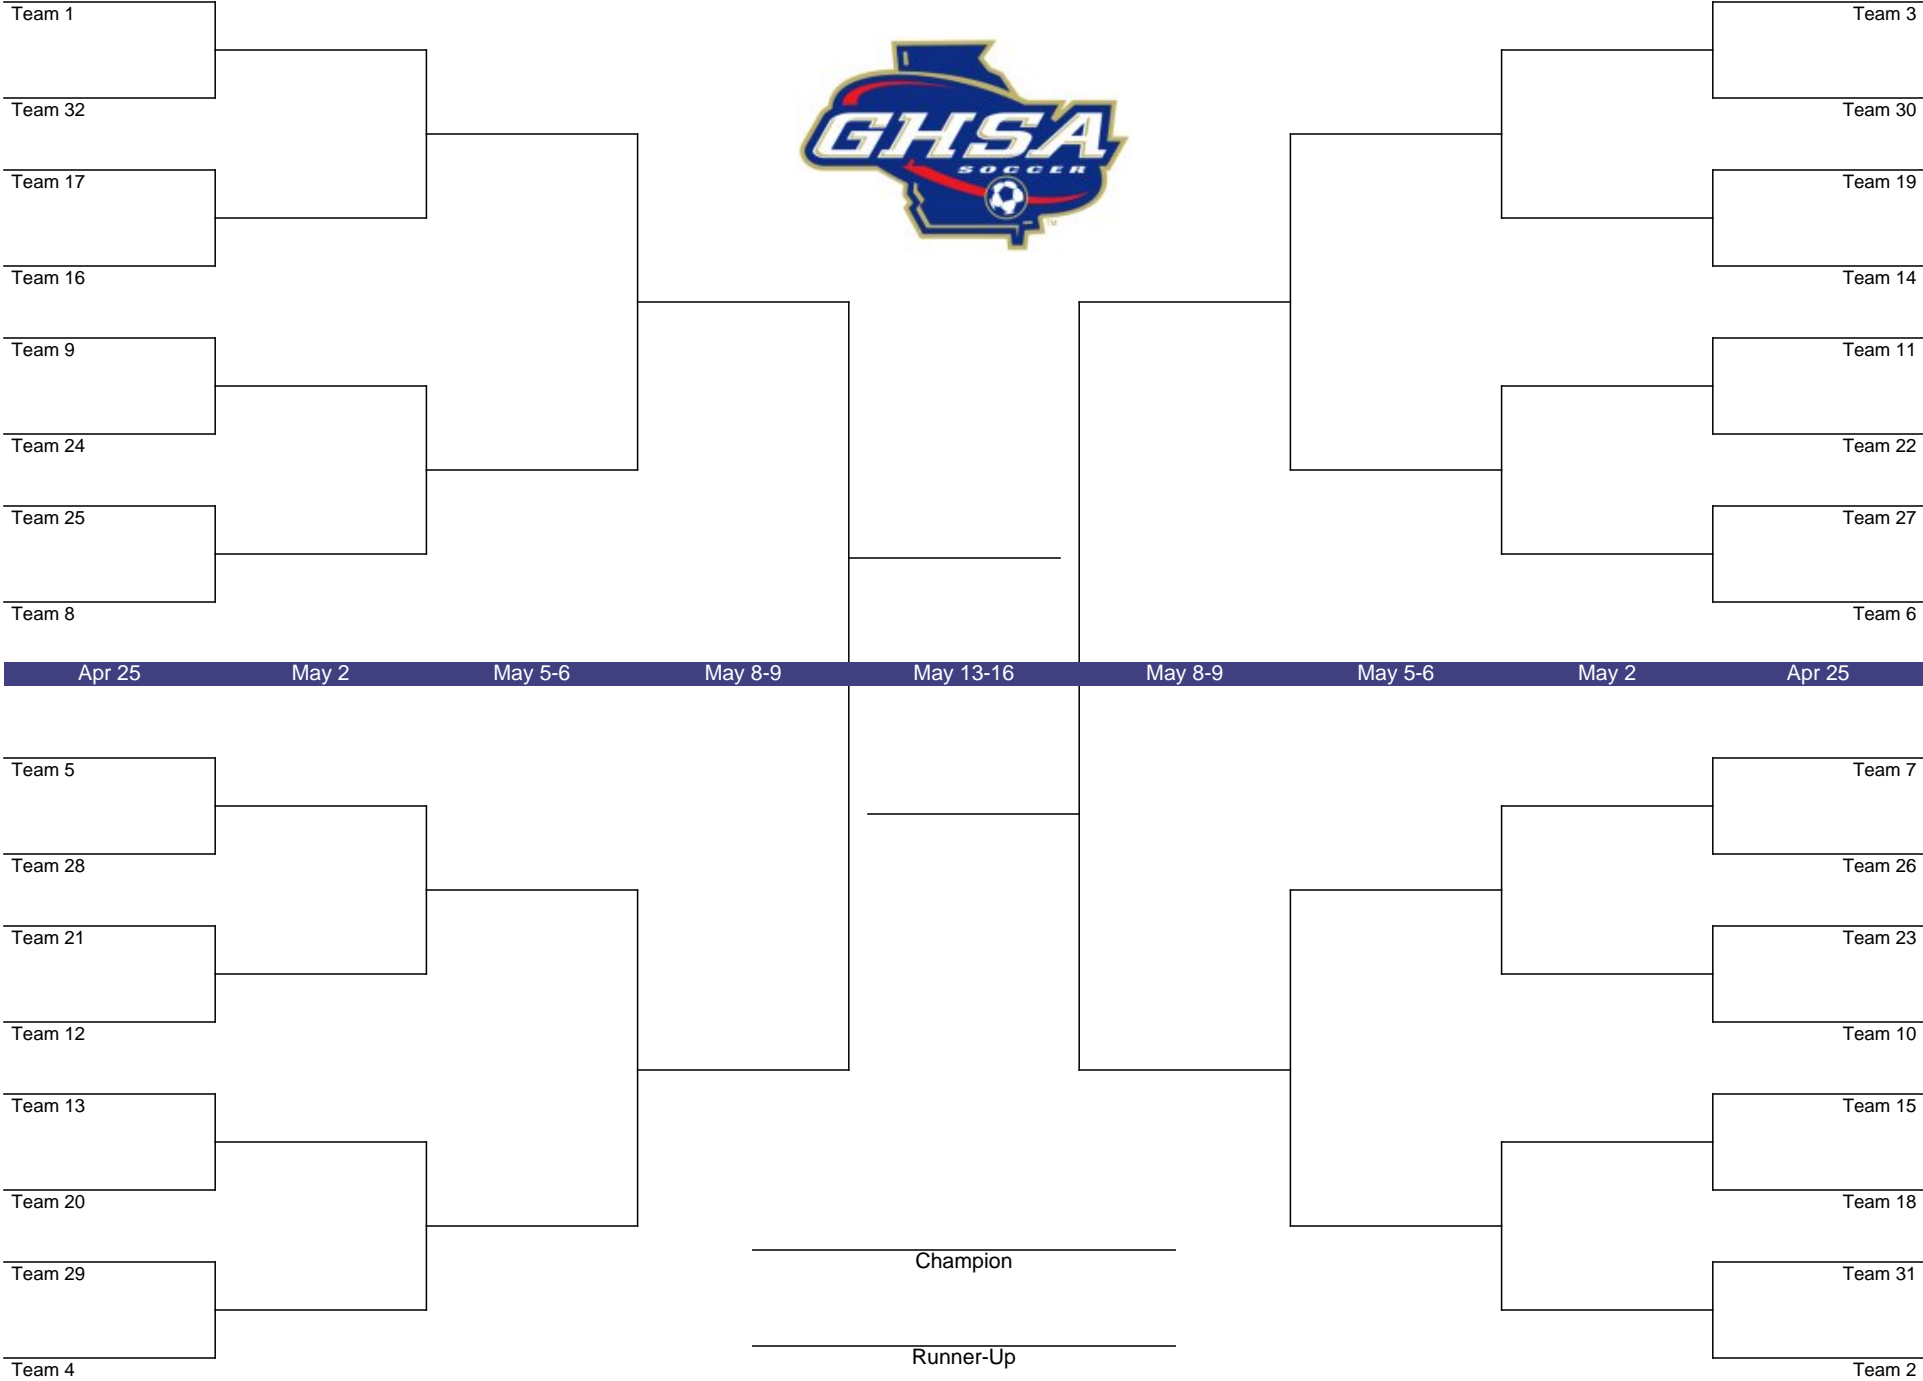 Team 1
Team 3
Team 32
Team 30
GHSA
SOCCER
TM
Team 17
Team 19
Team 16
Team 14
Team 9
Team 11
Team 24
Team 22
Team 25
Team 27
Team 8
Team 6
Apr 25 May 2 May 5-6 May 8-9 May 13-16 May 8-9 May 5-6 May 2 Apr 25
Team 5
Team 7
Team 28
Team 26
Team 21
Team 23
Team 12
Team 10
Team 13
Team 15
Team 20
Team 18
Champion
Team 29
Team 31
Runner-Up
Team 4
Team 2